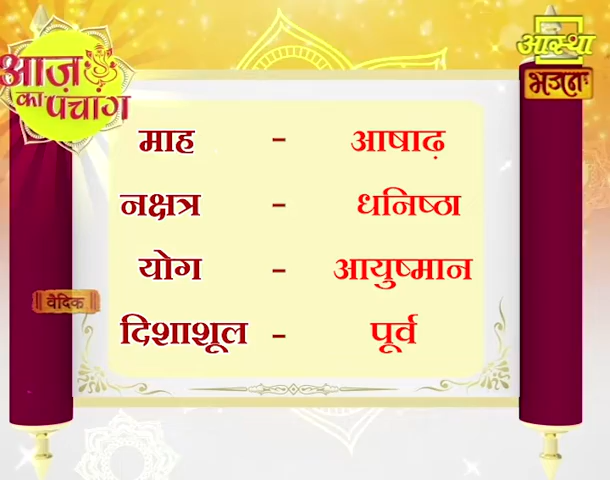 आज़
का पंचांग
आस्था
भजन
माह - आषाढ़
नक्षत्र - धनिष्ठा
योग - आयुष्मान
॥ वैदिक ॥
दिशाशूल - पूर्व